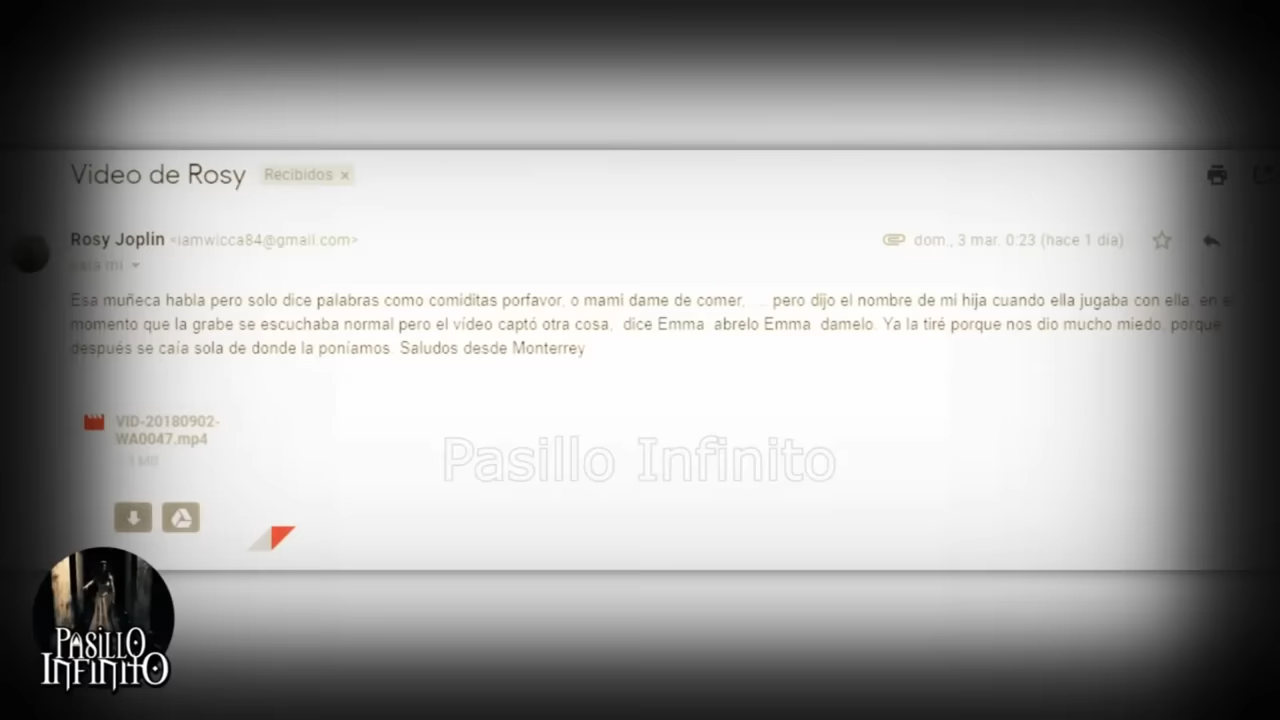 Video de Rosy Recibidos x
Rosy Joplin <iamwicca84@gmail.com> dom., 3 mar. 0:23 (hace 1 día)
para mí
Esa muñeca habla pero solo dice palabras como comiditas porfavor, o mami dame de comer, ... pero dijo el nombre de mi hija cuando ella jugaba con ella, en el
momento que la grabe se escuchaba normal pero el vídeo captó otra cosa, dice Emma abrelo Emma damelo. Ya la tiré porque nos dio mucho miedo, porque
después se caía sola de donde la poníamos. Saludos desde Monterrey
VID-20180902-
WA0047.mp4
MB
Pasillo Infinito
PASILLO
INFINITO